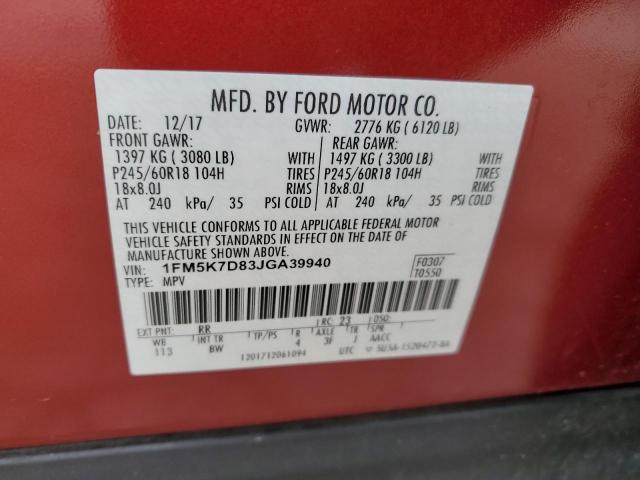 MFD. BY FORD MOTOR CO.
DATE: 12/17 GVWR: 2776 KG ( 6120 LB)
FRONT GAWR: REAR GAWR:
1397 KG ( 3080 LB) WITH 1497 KG ( 3300 LB) WITH
P245/60R18 104H TIRES P245/60R18 104H TIRES
18x8.0J RIMS 18x8.0J RIMS
AT 240 kPa/ 35 PSI COLD AT 240 kPa/ 35 PSI COLD
THIS VEHICLE CONFORMS TO ALL APPLICABLE FEDERAL MOTOR
VEHICLE SAFETY STANDARDS IN EFFECT ON THE DATE OF
MANUFACTURE SHOWN ABOVE.
VIN: 1FM5K7D83JGA39940 F0307
TYPE: MPV T0550
EXT PNT: RR RC: 23 DSO:
WB INT TR TP/PS R AXLE TR SPR
113 BW 4 3F J AACC
1201712061094 UTC